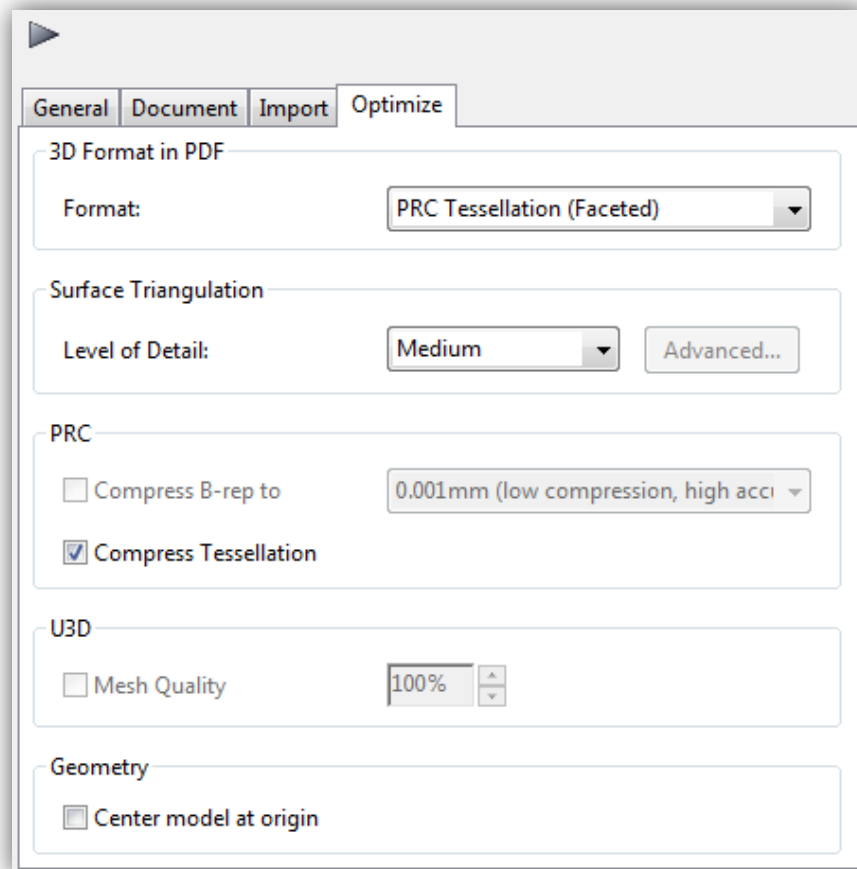 General Document Import Optimize
3D Format in PDF
Format: PRC Tessellation (Faceted)
Surface Triangulation
Level of Detail: Medium Advanced...
PRC
Compress B-rep to 0.001mm (low compression, high accu
Compress Tessellation
U3D
Mesh Quality 100%
Geometry
Center model at origin